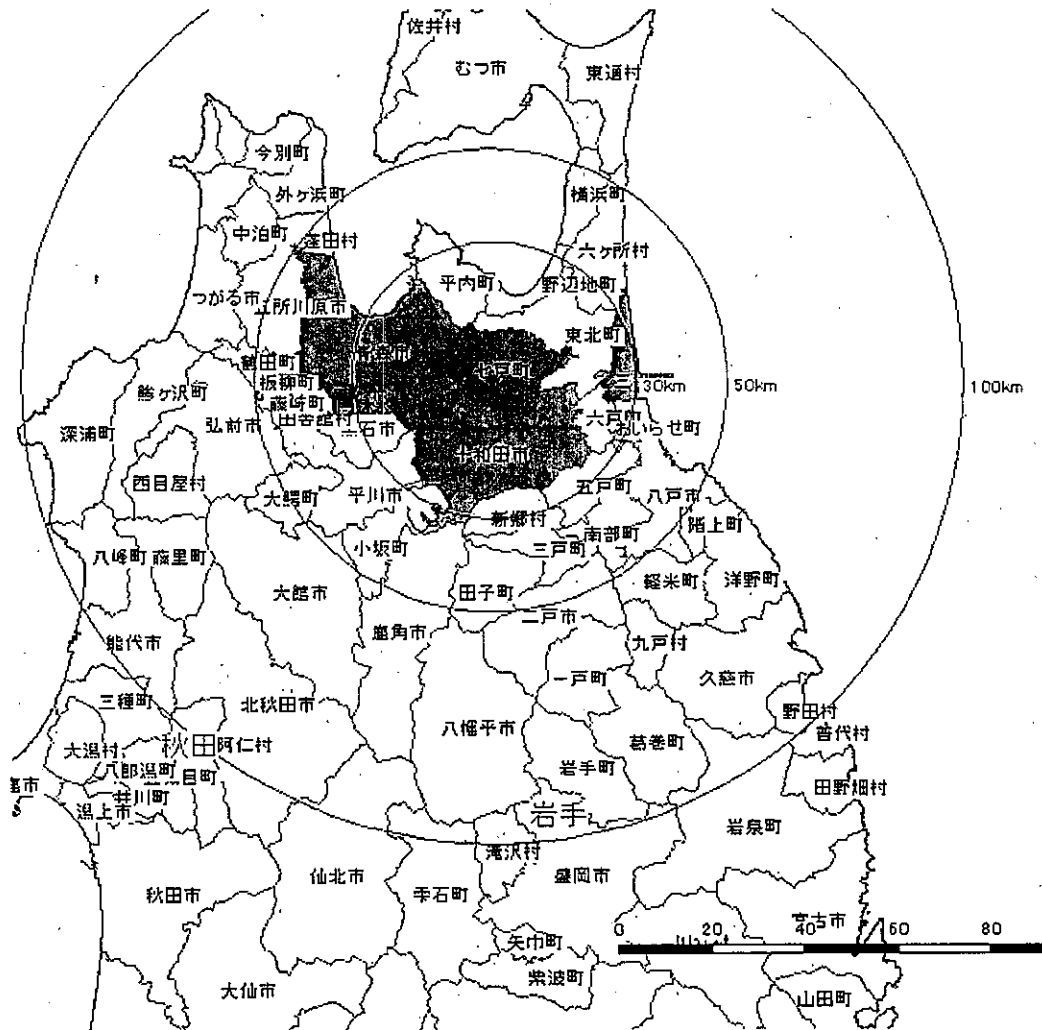 佐井村
むつ市
東通村
今別町
外ヶ浜町
横浜町
中泊町
蓬田村
六ヶ所村
平内町
野辺地町
つがる市
五所川原市
東北町
青森市
七戸町
鶴田町
板柳町
30km
50km
100km
鰺ヶ沢町
藤崎町
田舎館村
六戸町
おいらせ町
深浦町
弘前市
十和田市
西目屋村
大鰐町
平川市
五戸町
八戸市
新郷村
階上町
小坂町
三戸町
南部町
八峰町
藤里町
大館市
田子町
軽米町
洋野町
鹿角市
二戸市
能代市
九戸村
久慈市
三種町
北秋田市
一戸町
野田村
八幡平市
普代村
大潟村
秋田
阿仁村
葛巻町
八郎潟町
目町
岩手町
井川町
田野畑村
潟上市
岩手
岩泉町
滝沢村
仙北市
盛岡市
秋田市
雫石町
宮古市
0
20
40
60
80
矢巾町
紫波町
大仙市
山田町